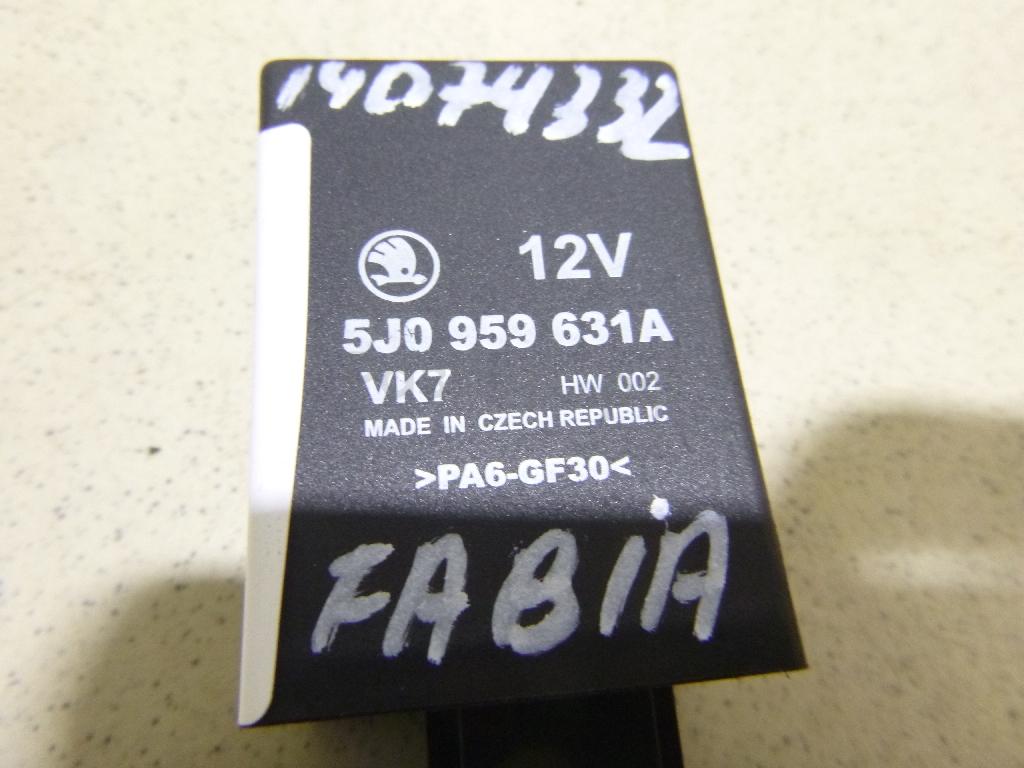 14074332
12V
5J0 959 631A
VK7 HW 002
MADE IN CZECH REPUBLIC
>PA6-GF30<
FABIA